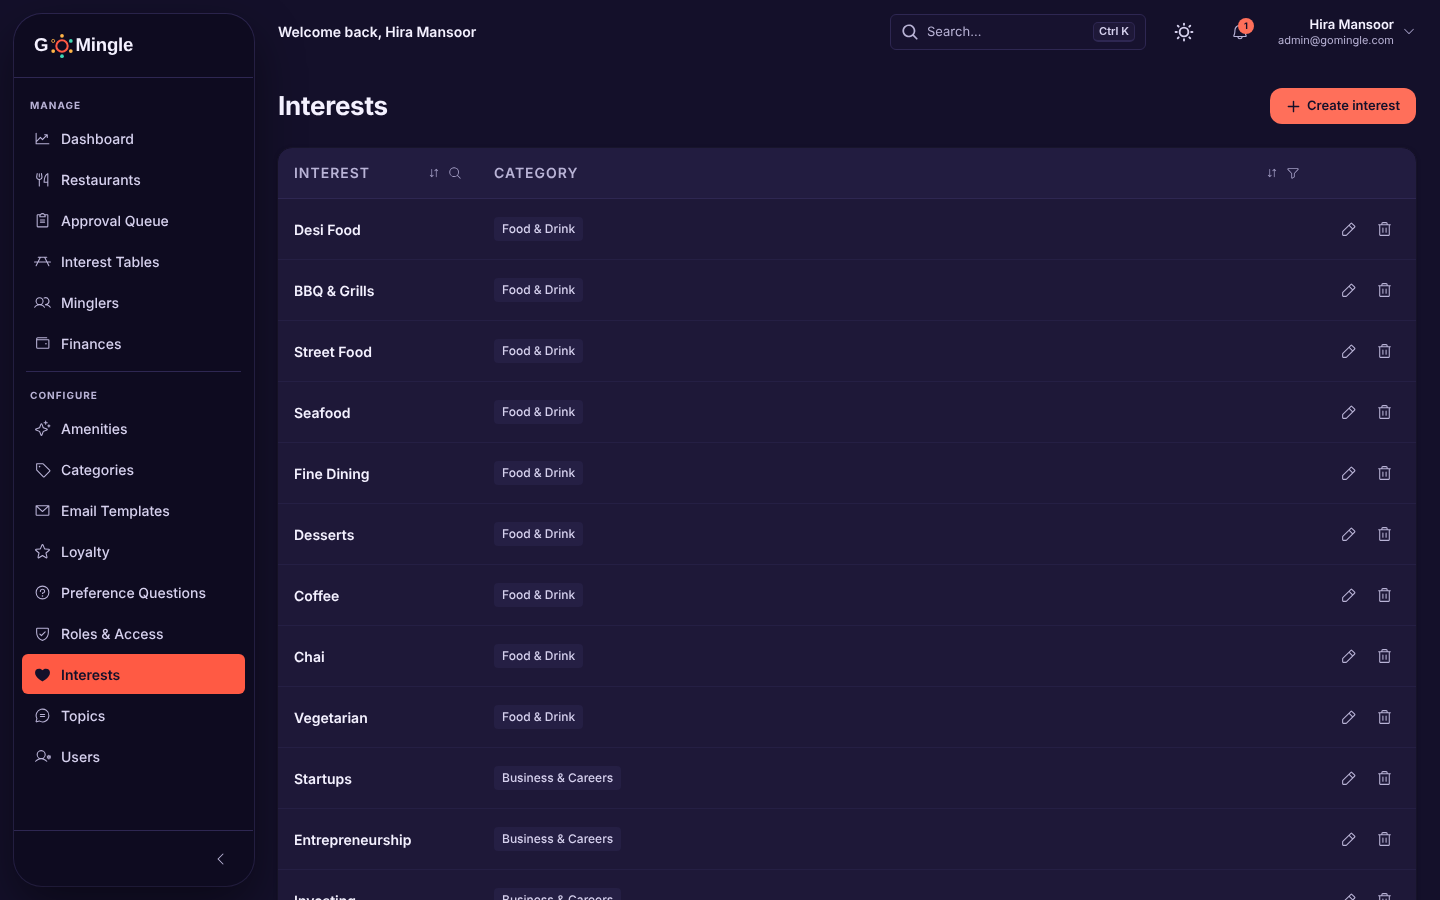 GoMingle
Welcome back, Hira Mansoor
Search...
Ctrl K
1
Hira Mansoor
admin@gomingle.com
MANAGE
Dashboard
Restaurants
Approval Queue
Interest Tables
Minglers
Finances
CONFIGURE
Amenities
Categories
Email Templates
Loyalty
Preference Questions
Roles & Access
Interests
Topics
Users
Interests
Create interest
INTEREST CATEGORY
Desi Food Food & Drink
BBQ & Grills Food & Drink
Street Food Food & Drink
Seafood Food & Drink
Fine Dining Food & Drink
Desserts Food & Drink
Coffee Food & Drink
Chai Food & Drink
Vegetarian Food & Drink
Startups Business & Careers
Entrepreneurship Business & Careers
Investing Business & Careers